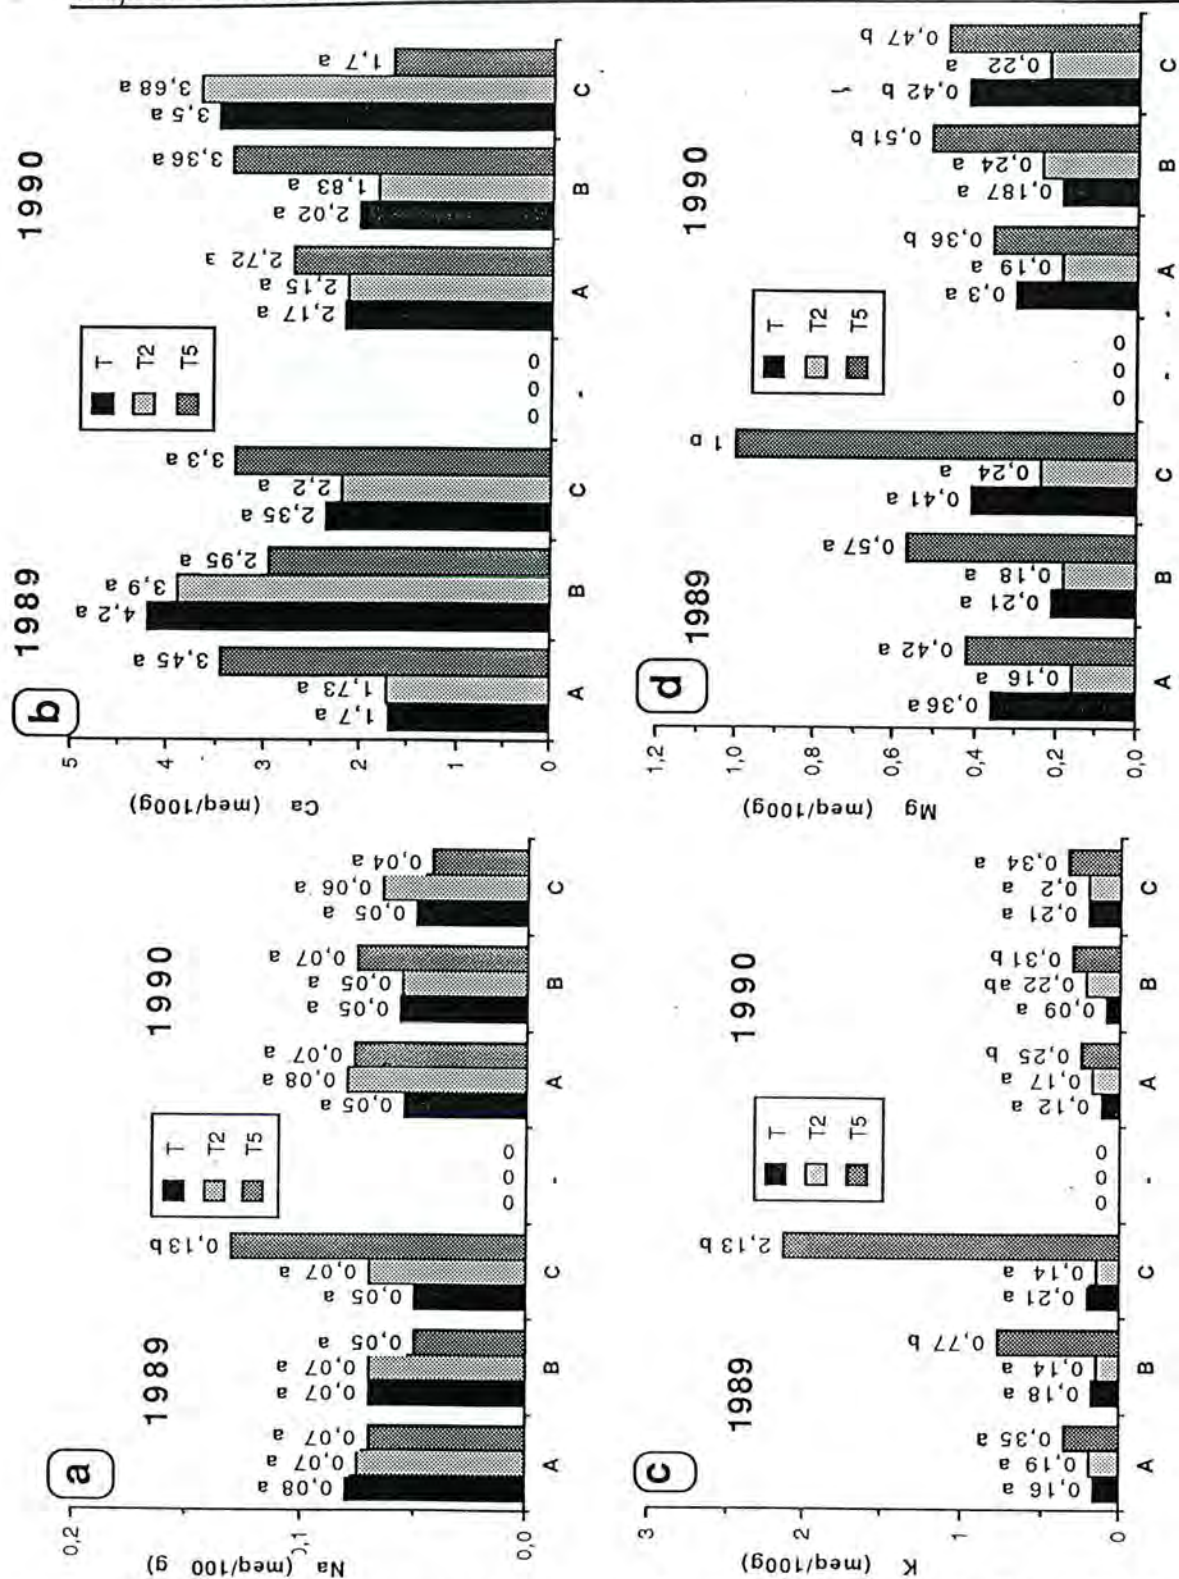 a
1989
1990
Na (meq/100 g)
0,2
0,1
0,0
T
T2
T5
0,08 a
0,07 a
0,07 a
0,07 a
0,07 a
0,05 a
0,05 a
0,07 a
0,13 b
0
0
0
0,05 a
0,08 a
0,07 a
0,05 a
0,05 a
0,07 a
0,05 a
0,06 a
0,04 a
A
B
C
-
A
B
C
b
1989
1990
Ca (meq/100g)
5
4
3
2
1
0
T
T2
T5
1,7 a
1,73 a
3,45 a
4,2 a
3,9 a
2,95 a
2,35 a
2,2 a
3,3 a
0
0
0
2,17 a
2,15 a
2,72 a
2,02 a
1,83 a
3,36 a
3,5 a
3,68 a
1,7 a
A
B
C
-
A
B
C
c
1989
1990
K (meq/100g)
3
2
1
0
T
T2
T5
0,16 a
0,19 a
0,35 a
0,18 a
0,14 a
0,77 b
0,21 a
0,14 a
2,13 b
0
0
0
0,12 a
0,17 a
0,25 b
0,09 a
0,22 ab
0,31 b
0,21 a
0,2 a
0,34 a
A
B
C
-
A
B
C
d
1989
1990
Mg (meq/100g)
1,2
1,0
0,8
0,6
0,4
0,2
0,0
T
T2
T5
0,36 a
0,16 a
0,42 a
0,21 a
0,18 a
0,57 a
0,41 a
0,24 a
1 b
0
0
0
0,3 a
0,19 a
0,36 b
0,187 a
0,24 a
0,51 b
0,42 b
0,22 a
0,47 b
A
B
C
-
-
A
B
C